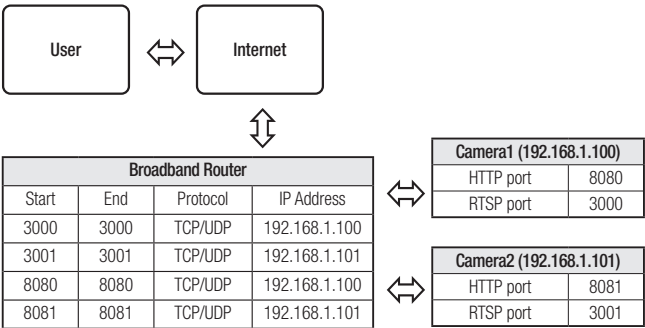 User
Internet
Broadband Router
Start End Protocol IP Address
3000 3000 TCP/UDP 192.168.1.100
3001 3001 TCP/UDP 192.168.1.101
8080 8080 TCP/UDP 192.168.1.100
8081 8081 TCP/UDP 192.168.1.101
Camera1 (192.168.1.100)
HTTP port 8080
RTSP port 3000
Camera2 (192.168.1.101)
HTTP port 8081
RTSP port 3001